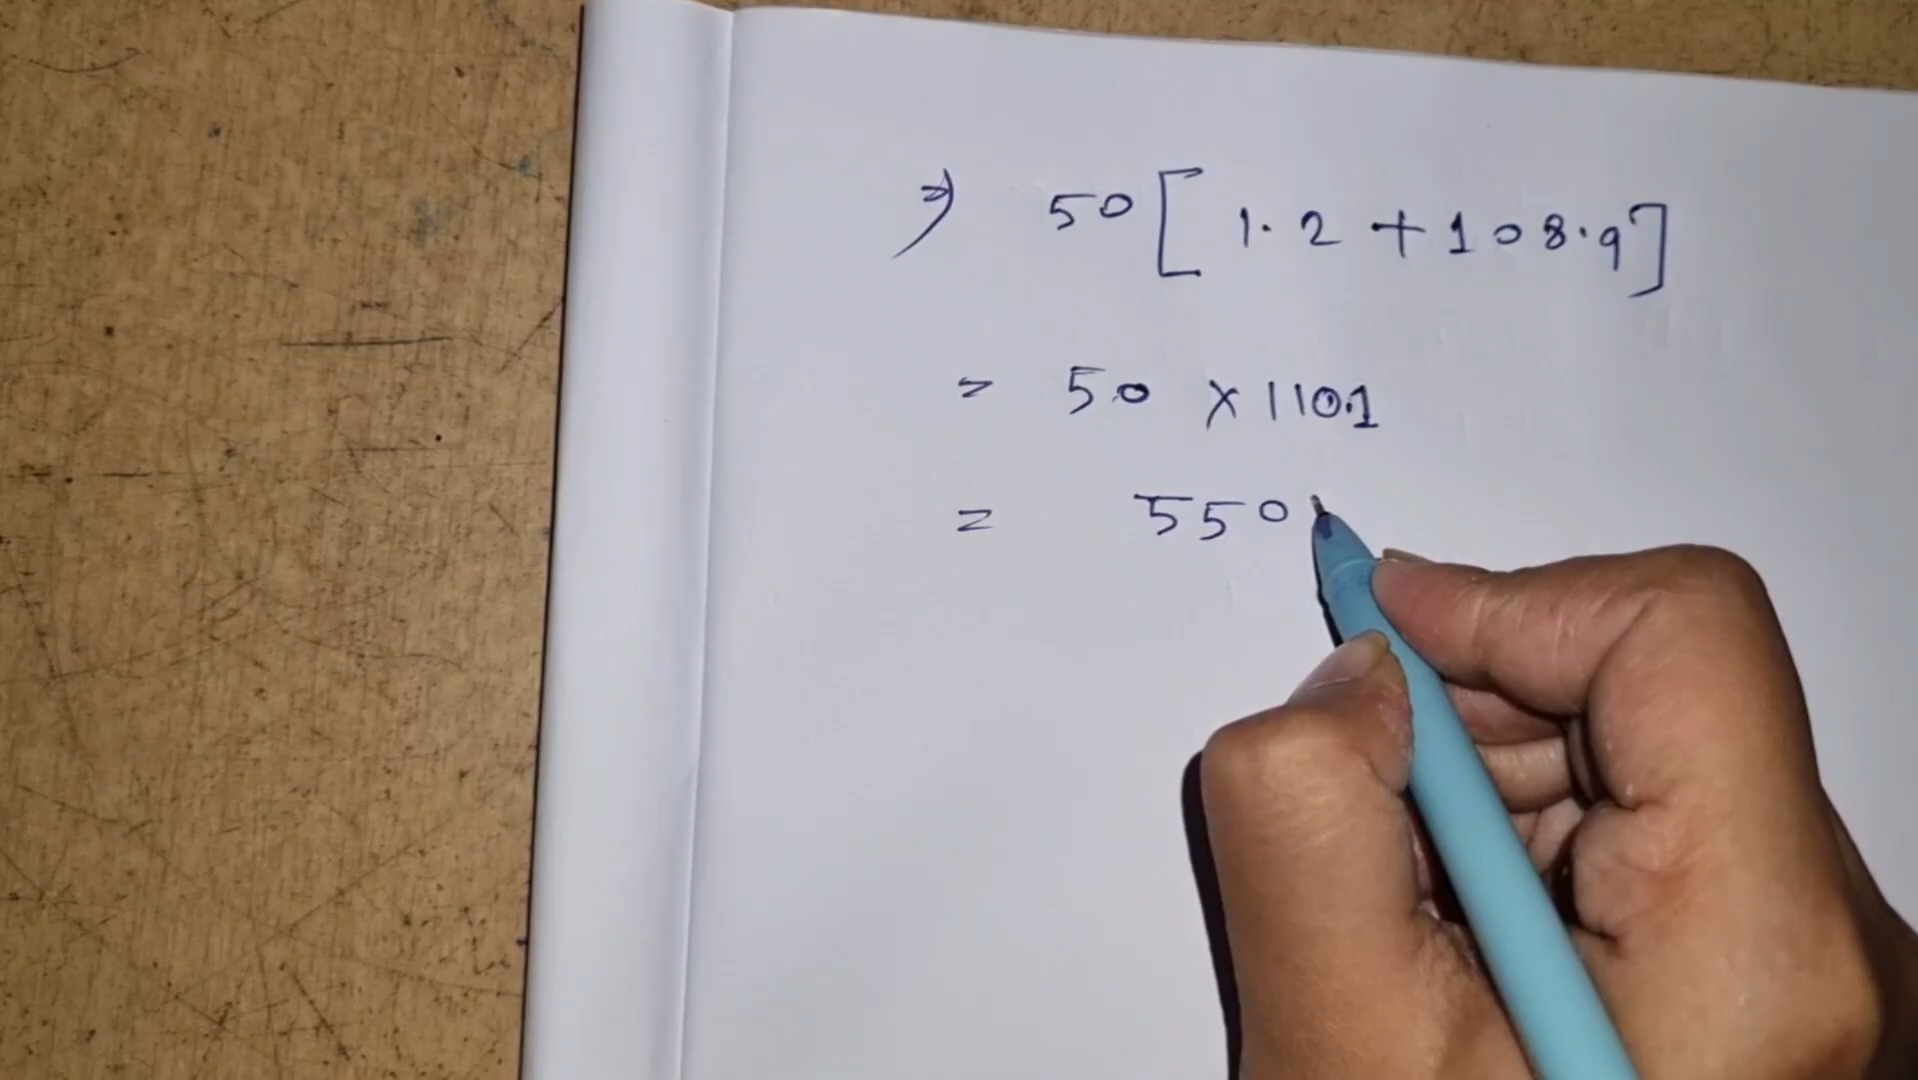 ⇒ 50 [ 1.2 + 108.9 ]
= 50 × 110.1
= 550